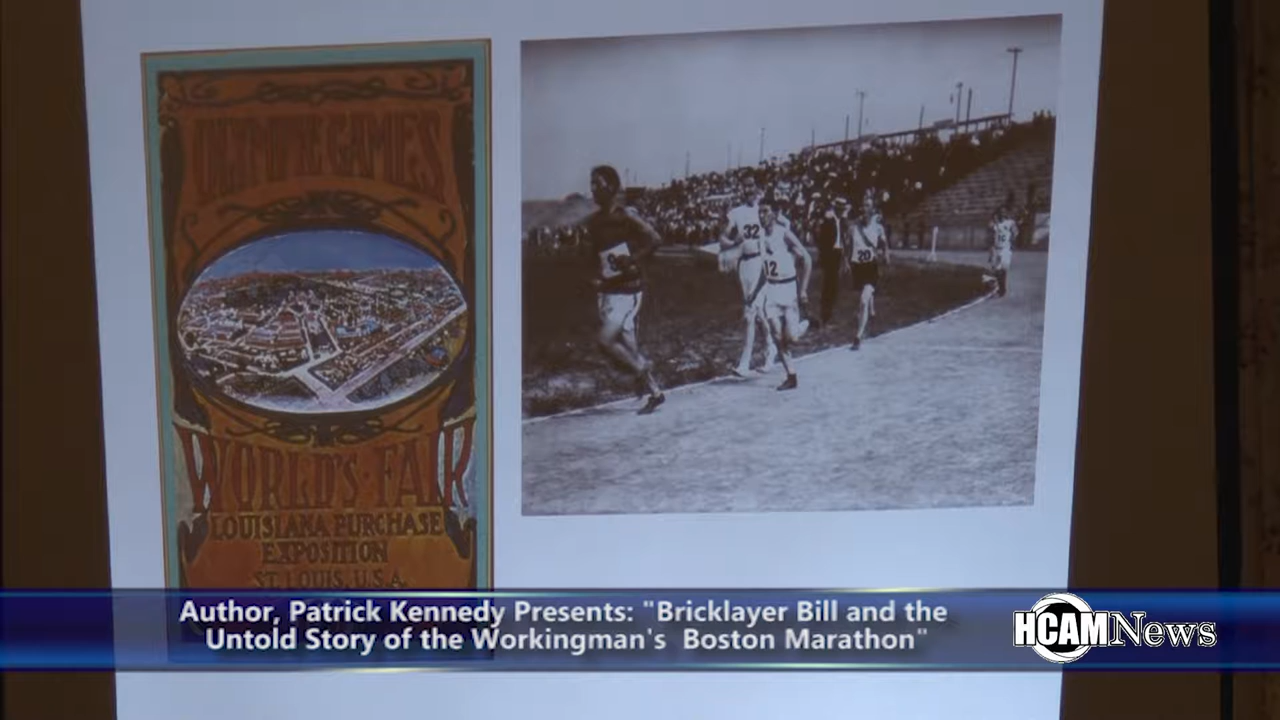 OLYMPIC GAMES
WORLD'S FAIR
LOUISIANA PURCHASE
EXPOSITION
ST. LOUIS, U.S.A.
32
12
20
Author, Patrick Kennedy Presents: "Bricklayer Bill and the
Untold Story of the Workingman's Boston Marathon"
HCAMNews